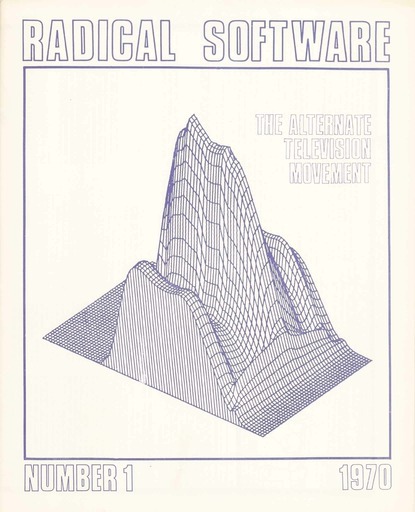 RADICAL SOFTWARE
THE ALTERNATE
TELEVISION
MOVEMENT
NUMBER 1 1970